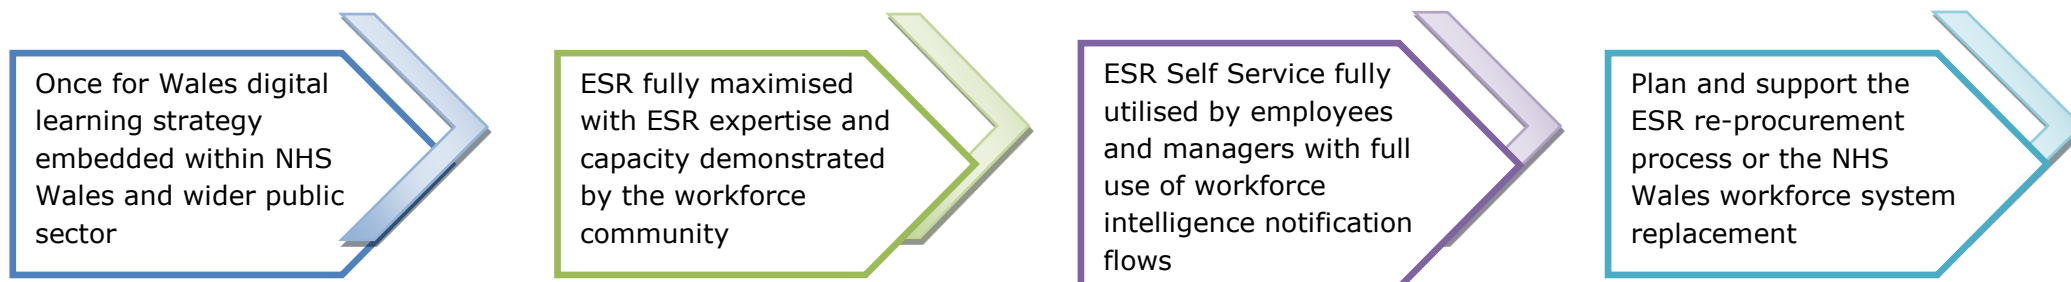 Once for Wales digital
learning strategy
embedded within NHS
Wales and wider public
sector
ESR fully maximised
with ESR expertise and
capacity demonstrated
by the workforce
community
ESR Self Service fully
utilised by employees
and managers with full
use of workforce
intelligence notification
flows
Plan and support the
ESR re-procurement
process or the NHS
Wales workforce system
replacement